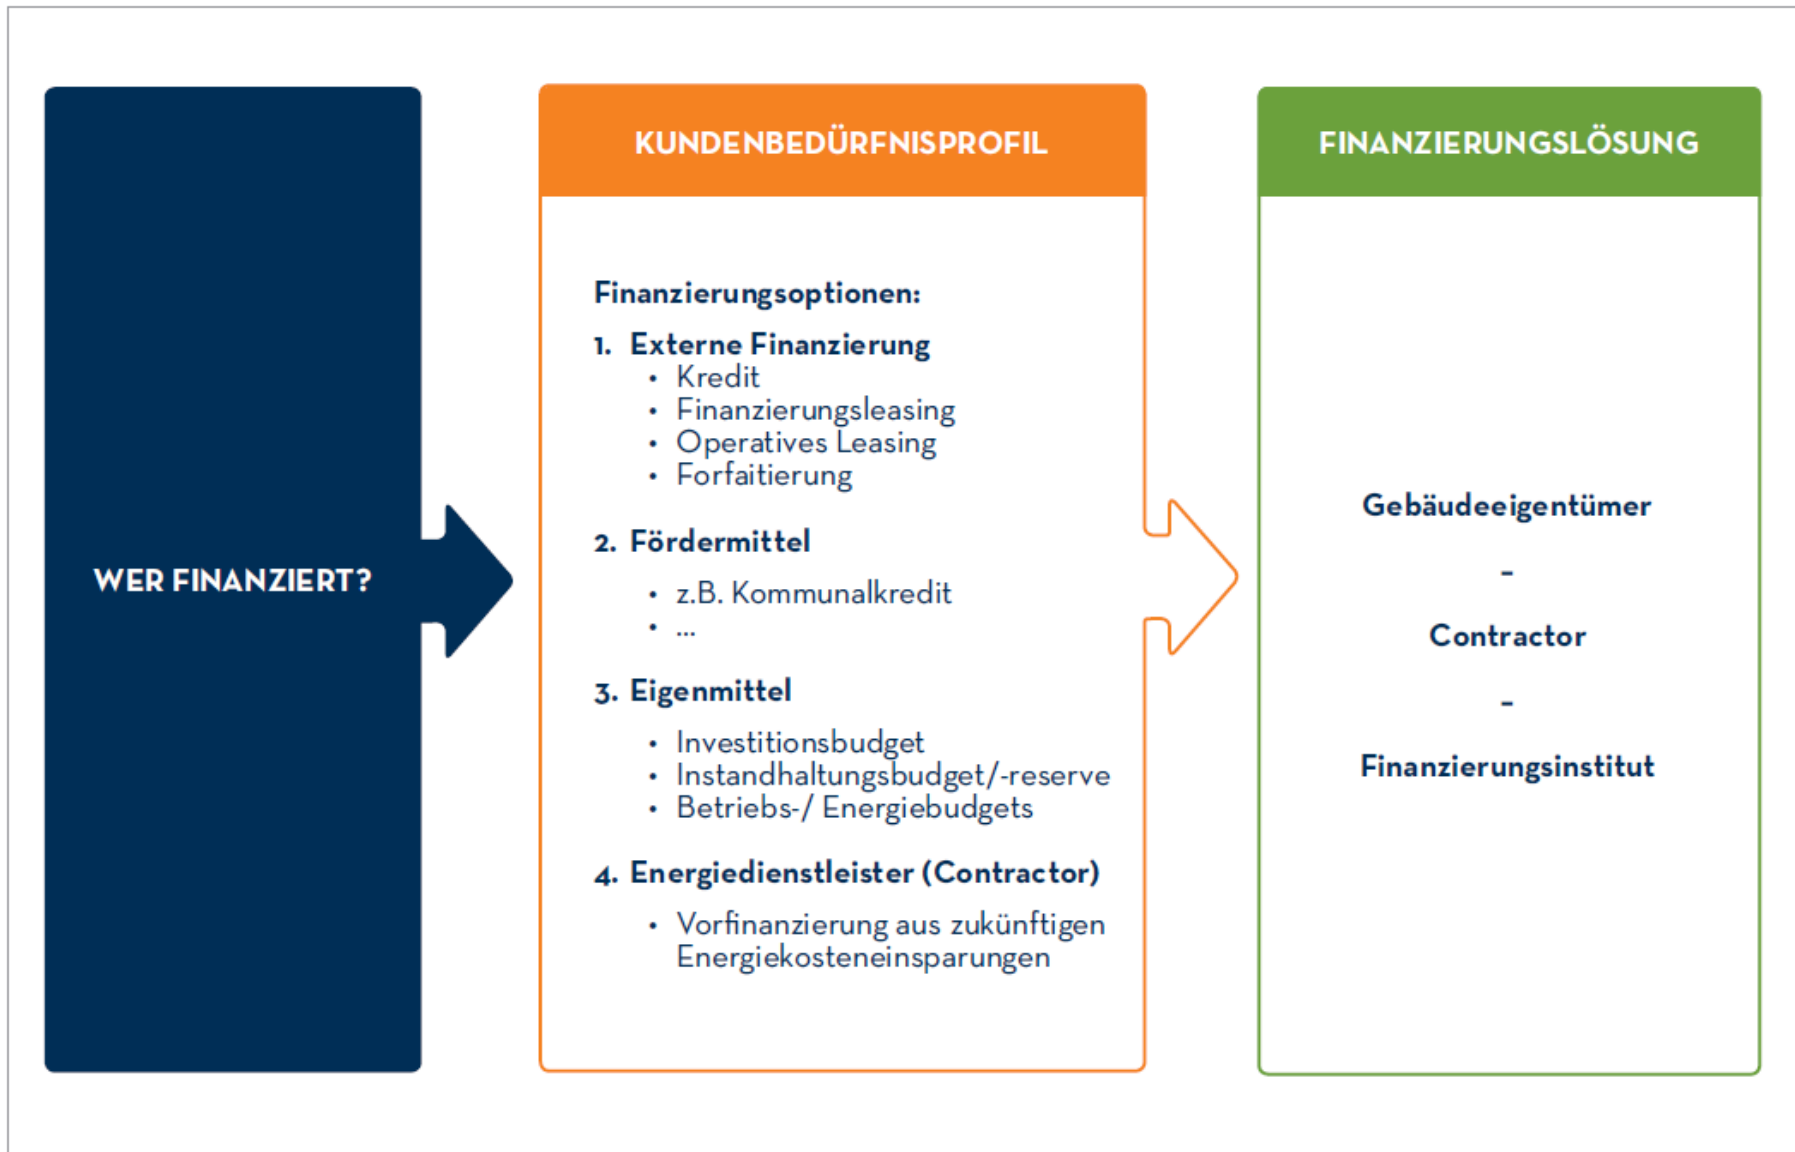 WER FINANZIERT?
KUNDENBEDÜRFNISPROFIL
Finanzierungsoptionen:
1. Externe Finanzierung
• Kredit
• Finanzierungsleasing
• Operatives Leasing
• Forfaitierung
2. Fördermittel
• z.B. Kommunalkredit
• ...
3. Eigenmittel
• Investitionsbudget
• Instandhaltungsbudget/-reserve
• Betriebs-/ Energiebudgets
4. Energiedienstleister (Contractor)
• Vorfinanzierung aus zukünftigen
Energiekosteneinsparungen
FINANZIERUNGSLÖSUNG
Gebäudeeigentümer
–
Contractor
–
Finanzierungsinstitut